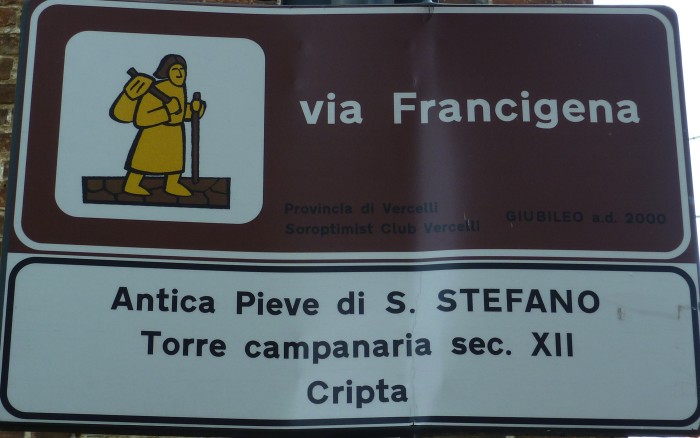 via Francigena
Provincia di Vercelli
Soroptimist Club Vercelli
GIUBILEO a.d. 2000
Antica Pieve di S. STEFANO
Torre campanaria sec. XII
Cripta